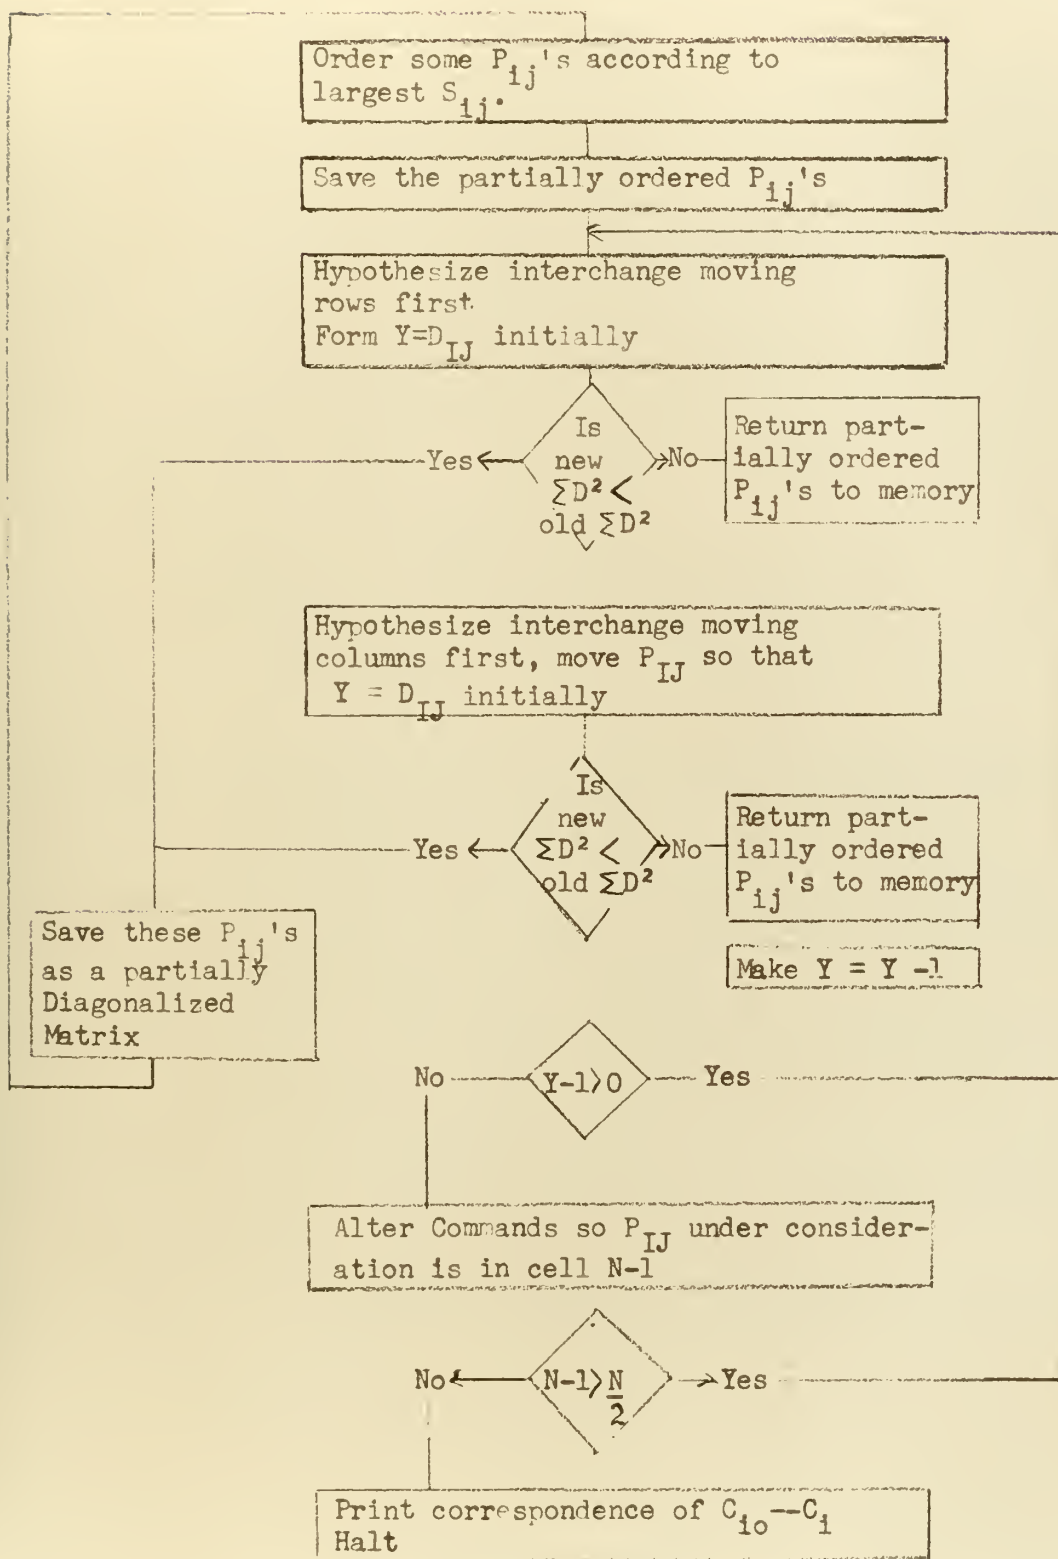 Order some P_ij's according to
largest S_ij.
Save the partially ordered P_ij's
Hypothesize interchange moving
rows first.
Form Y=D_IJ initially
Is
new
ΣD² <
old ΣD²
Yes
No
Return part-
ially ordered
P_ij's to memory
Hypothesize interchange moving
columns first, move P_IJ so that
Y = D_IJ initially
Is
new
ΣD² <
old ΣD²
Yes
No
Return part-
ially ordered
P_ij's to memory
Save these P_ij's
as a partially
Diagonalized
Matrix
Make Y = Y -1
No
Y-1>0
Yes
Alter Commands so P_IJ under consider-
ation is in cell N-1
No
N-1>N/2
Yes
Print correspondence of C_io--C_i
Halt